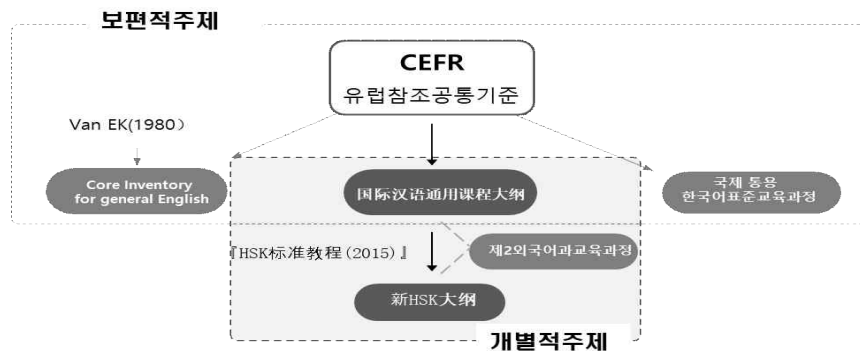 보편적주제
CEFR
유럽참조공통기준
Van EK(1980)
Core Inventory
for general English
国际汉语通用课程大纲
국제 통용
한국어표준교육과정
『HSK标准教程(2015)』
제2외국어과교육과정
新HSK大纲
개별적주제